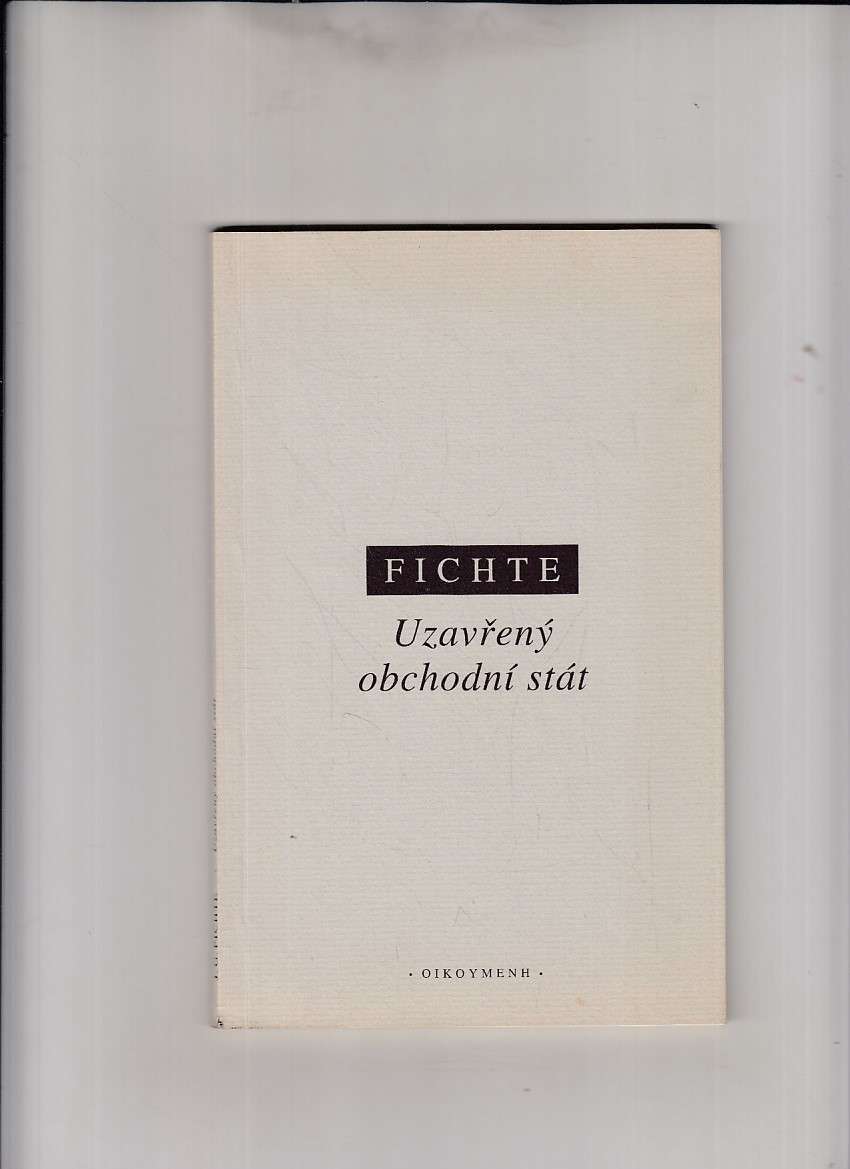 FICHTE
Uzavřený
obchodní stát
• OIKOYMENH •